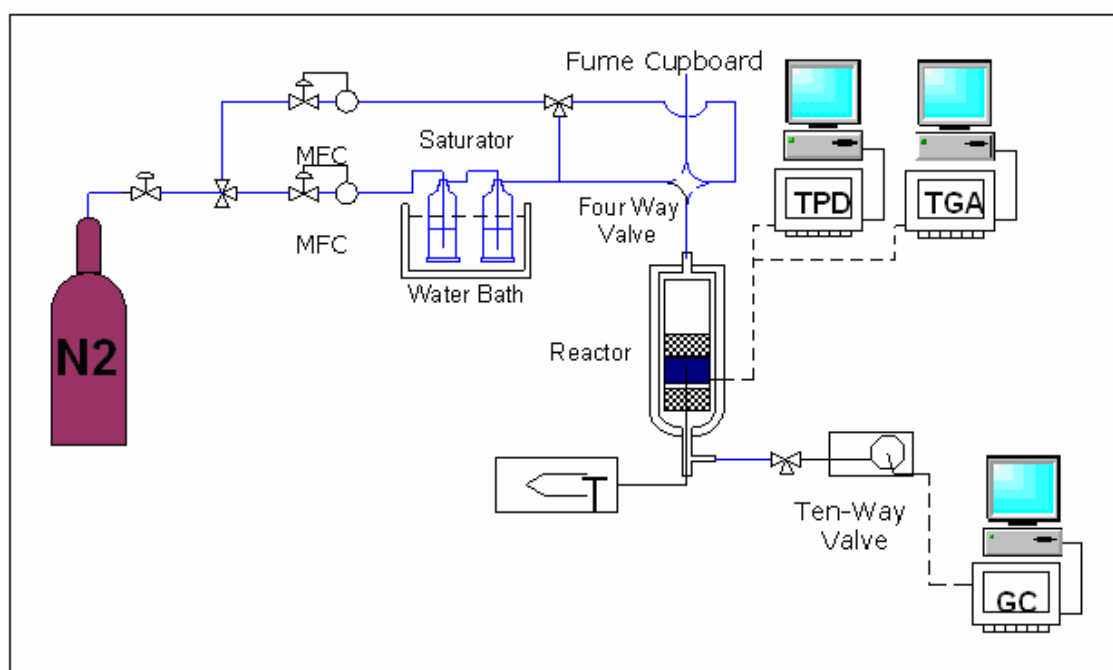 Fume Cupboard
MFC
Saturator
TPD
TGA
Four Way
Valve
MFC
Water Bath
N2
Reactor
T
Ten-Way
Valve
GC